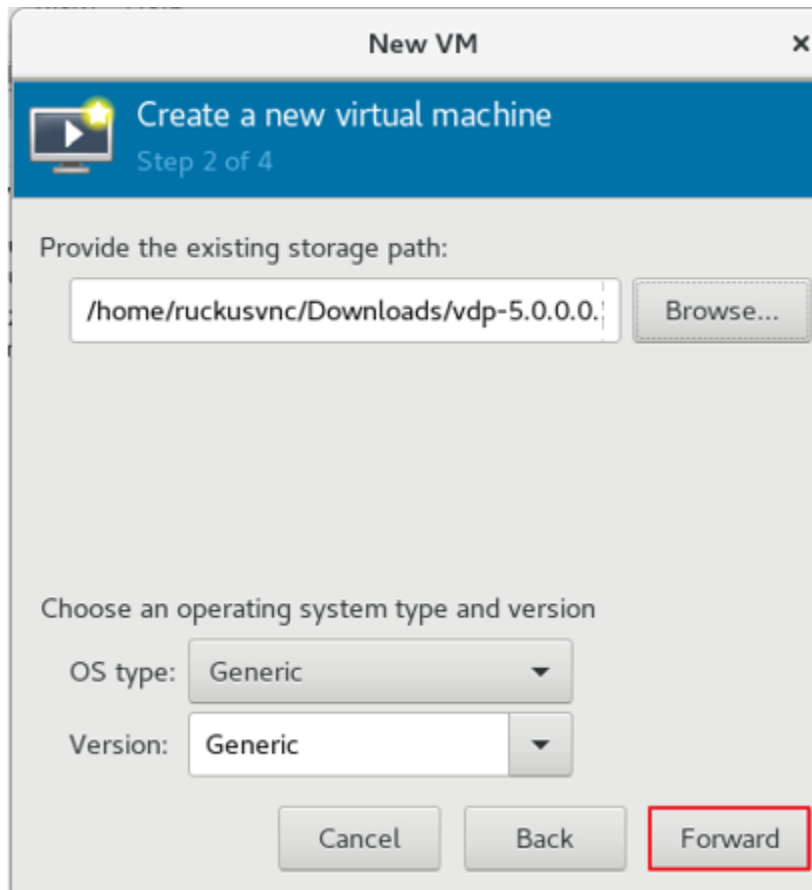 New VM
Create a new virtual machine
Step 2 of 4
Provide the existing storage path:
/home/ruckusvnc/Downloads/vdp-5.0.0.0. Browse...
Choose an operating system type and version
OS type: Generic
Version: Generic
Cancel Back Forward